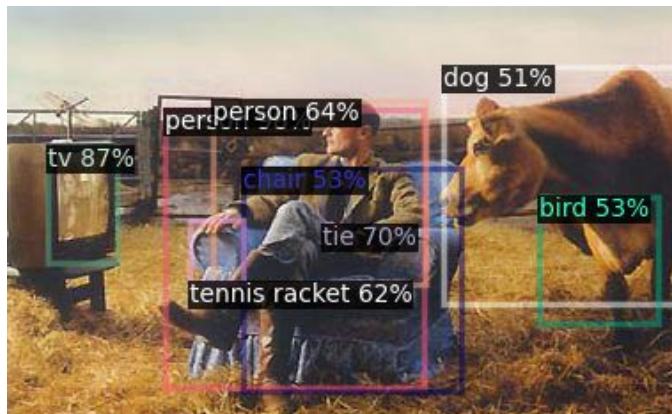 dog 51%
person 64%
tv 87%
chair 53%
bird 53%
tie 70%
tennis racket 62%